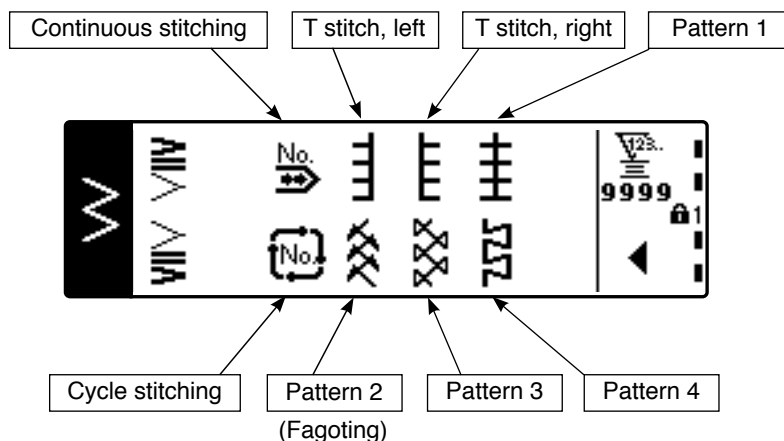 Continuous stitching
T stitch, left
T stitch, right
Pattern 1
No.
123..
9999
1
No.
Cycle stitching
Pattern 2
(Fagoting)
Pattern 3
Pattern 4